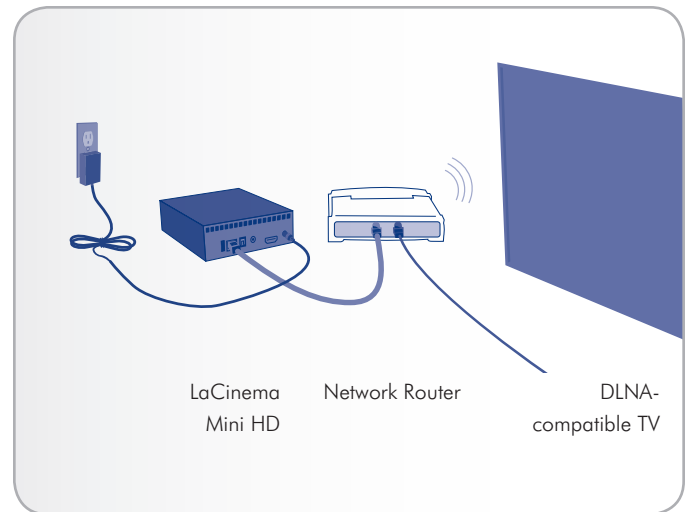 LaCinema
Mini HD
Network Router
DLNA-
compatible TV